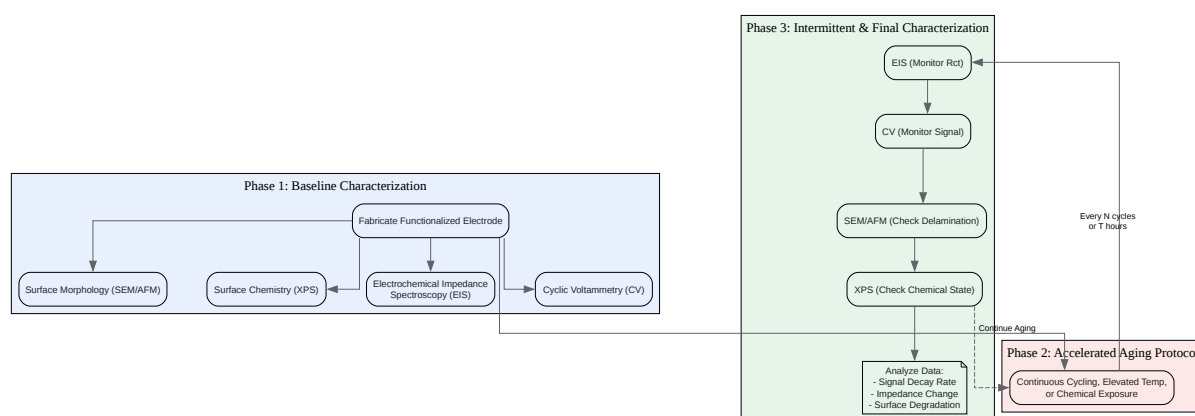 Phase 3: Intermittent & Final Characterization
EIS (Monitor Rct)
CV (Monitor Signal)
SEM/AFM (Check Delamination)
XPS (Check Chemical State)
Analyze Data:
- Signal Decay Rate
- Impedance Change
- Surface Degradation
Phase 1: Baseline Characterization
Fabricate Functionalized Electrode
Surface Morphology (SEM/AFM)
Surface Chemistry (XPS)
Electrochemical Impedance
Spectroscopy (EIS)
Cyclic Voltammetry (CV)
Every N cycles
or T hours
Continue Aging
Phase 2: Accelerated Aging Protoco
Continuous Cycling, Elevated Temp,
or Chemical Exposure